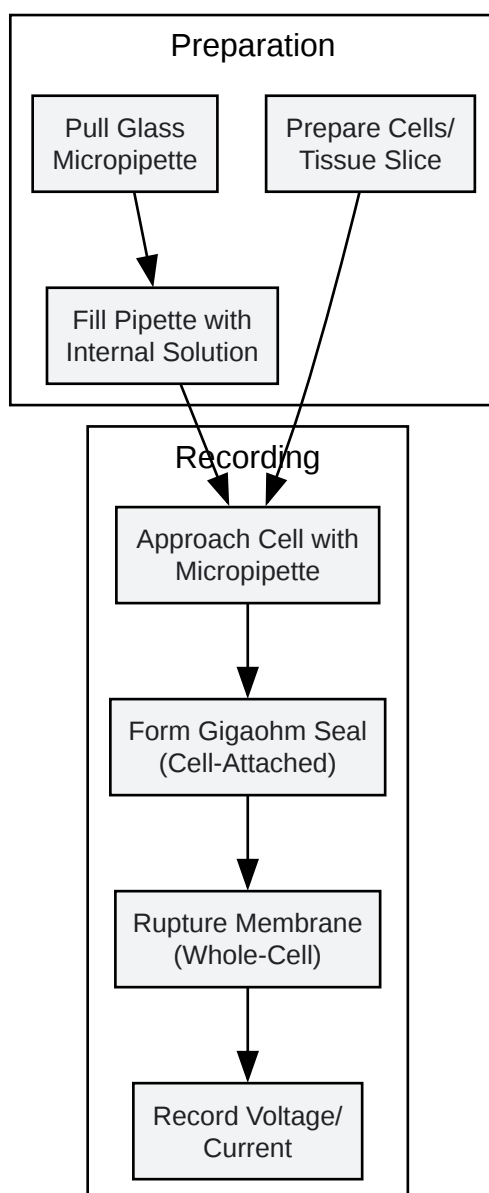 Preparation
Pull Glass
Micropipette
Prepare Cells/
Tissue Slice
Fill Pipette with
Internal Solution
Recording
Approach Cell with
Micropipette
Form Gigaohm Seal
(Cell-Attached)
Rupture Membrane
(Whole-Cell)
Record Voltage/
Current